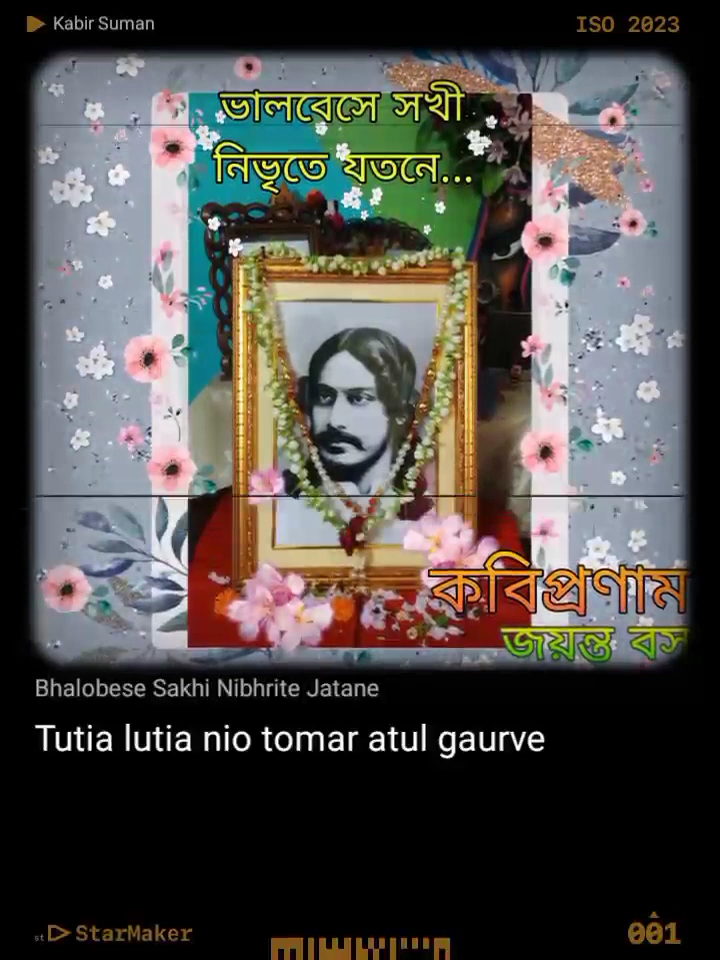 Kabir Suman
ISO 2023
ভালবেসে সখী
নিভৃতে যতনে...
কবিপ্রণাম
জয়ন্ত বস
Bhalobese Sakhi Nibhrite Jatane
Tutia lutia nio tomar atul gaurve
st StarMaker
001